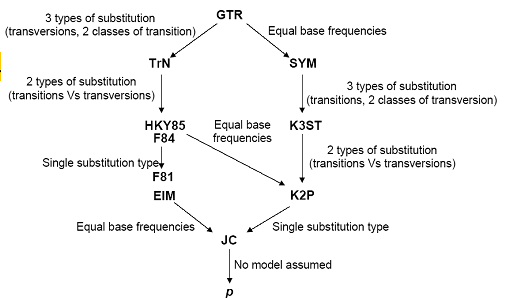 GTR
3 types of substitution
(transversions, 2 classes of transition)
Equal base frequencies
TrN
SYM
2 types of substitution
(transitions Vs transversions)
3 types of substitution
(transitions, 2 classes of transversion)
HKY85
F84
Equal base
frequencies
K3ST
2 types of substitution
(transitions Vs transversions)
Single substitution type
F81
EIM
K2P
Equal base frequencies
Single substitution type
JC
No model assumed
p